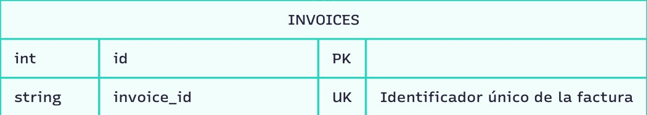 INVOICES
int id PK
string invoice_id UK Identificador único de la factura